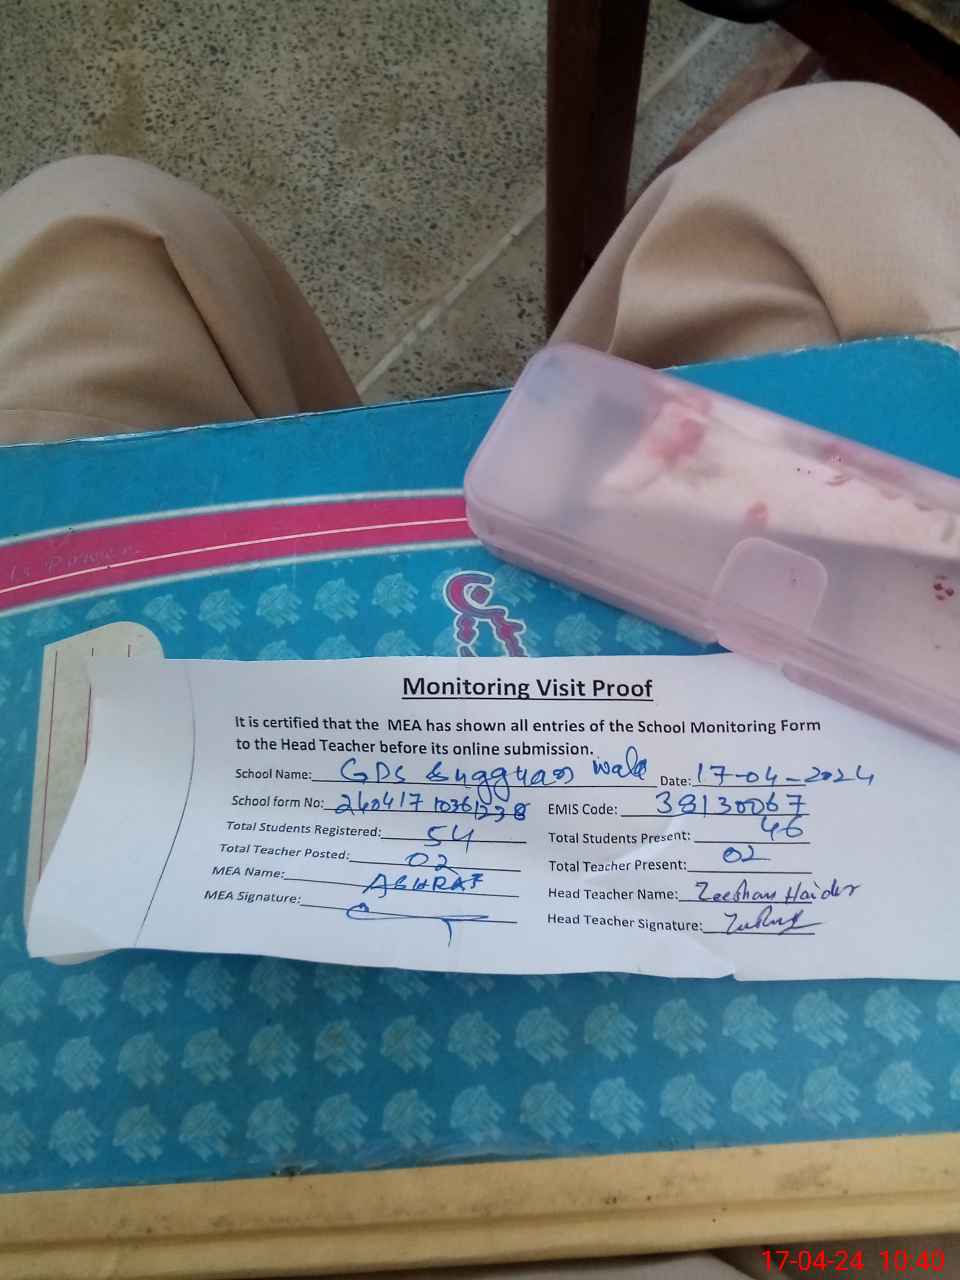 Monitoring Visit Proof
It is certified that the MEA has shown all entries of the School Monitoring Form
to the Head Teacher before its online submission.
School Name: GPS wala Date: 17-04-2024
School form No: EMIS Code: 38130067
Total Students Registered: 54 Total Students Present: 46
Total Teacher Posted: 02 Total Teacher Present: 02
MEA Name: ASHRAF Head Teacher Name: Zeeshan Haider
MEA Signature: Head Teacher Signature:
17-04-24 10:40